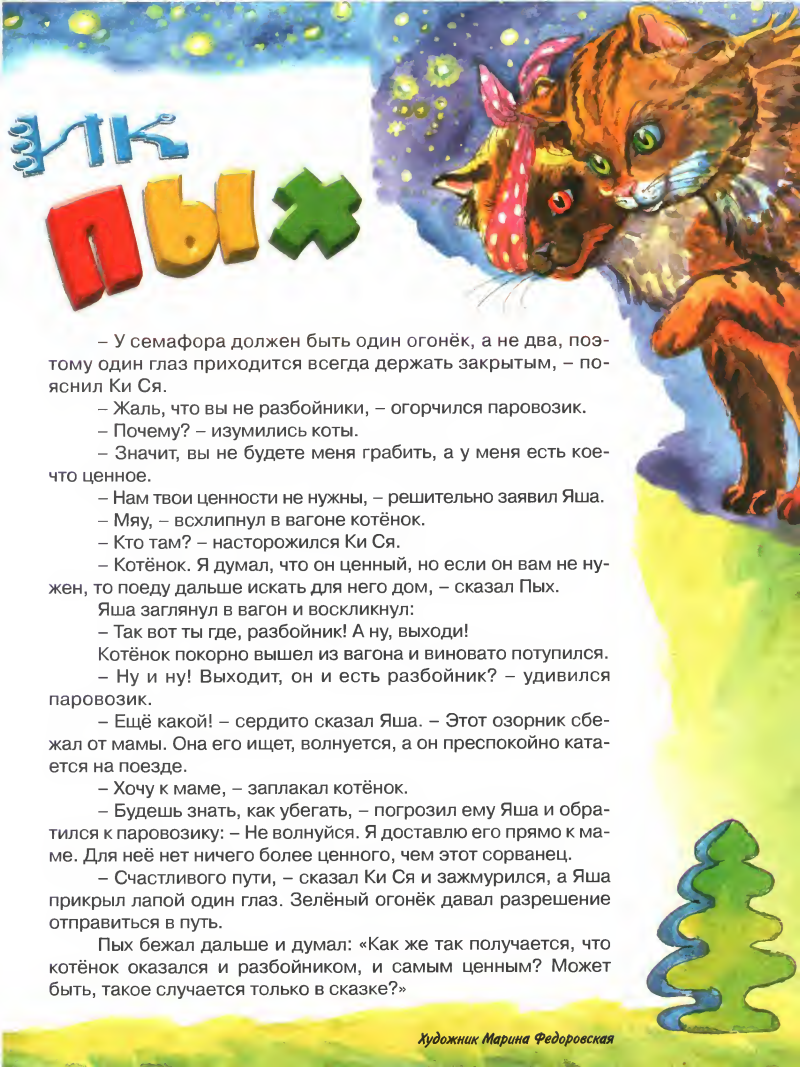 ИК
ПЫХ
– У семафора должен быть один огонёк, а не два, поэ-
тому один глаз приходится всегда держать закрытым, – по-
яснил Ки Ся.
– Жаль, что вы не разбойники, – огорчился паровозик.
– Почему? – изумились коты.
– Значит, вы не будете меня грабить, а у меня есть кое-
что ценное.
– Нам твои ценности не нужны, – решительно заявил Яша.
– Мяу, – всхлипнул в вагоне котёнок.
– Кто там? – насторожился Ки Ся.
– Котёнок. Я думал, что он ценный, но если он вам не ну-
жен, то поеду дальше искать для него дом, – сказал Пых.
Яша заглянул в вагон и воскликнул:
– Так вот ты где, разбойник! А ну, выходи!
Котёнок покорно вышел из вагона и виновато потупился.
– Ну и ну! Выходит, он и есть разбойник? – удивился
паровозик.
– Ещё какой! – сердито сказал Яша. – Этот озорник сбе-
жал от мамы. Она его ищет, волнуется, а он преспокойно ката-
ется на поезде.
– Хочу к маме, – заплакал котёнок.
– Будешь знать, как убегать, – погрозил ему Яша и обра-
тился к паровозику: – Не волнуйся. Я доставлю его прямо к ма-
ме. Для неё нет ничего более ценного, чем этот сорванец.
– Счастливого пути, – сказал Ки Ся и зажмурился, а Яша
прикрыл лапой один глаз. Зелёный огонёк давал разрешение
отправиться в путь.
Пых бежал дальше и думал: «Как же так получается, что
котёнок оказался и разбойником, и самым ценным? Может
быть, такое случается только в сказке?»
Художник Марина Федоровская